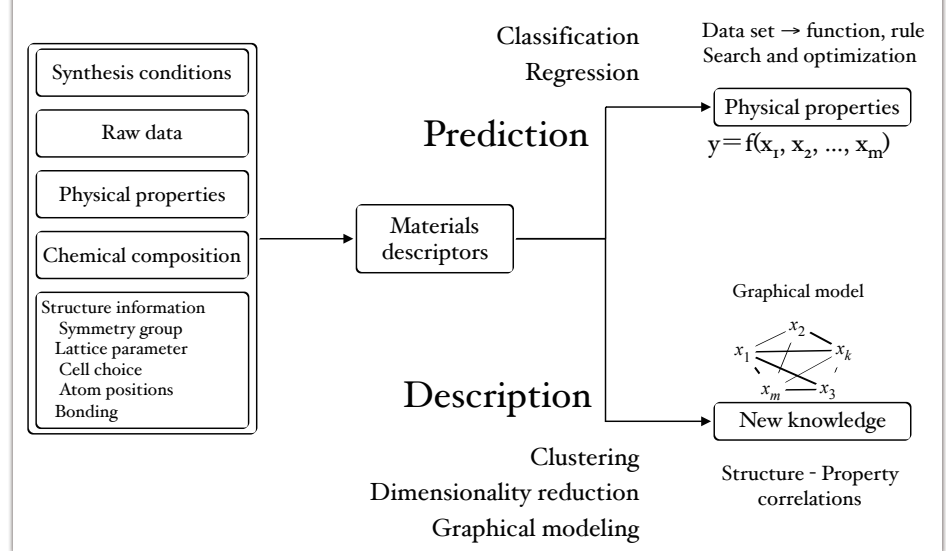 Synthesis conditions
Raw data
Physical properties
Chemical composition
Structure information
Symmetry group
Lattice parameter
Cell choice
Atom positions
Bonding
Materials
descriptors
Classification
Regression
Prediction
Data set → function, rule
Search and optimization
Physical properties
y=f(x₁, x₂, ..., xₘ)
Description
Clustering
Dimensionality reduction
Graphical modeling
Graphical model
x₂
x₁ xₖ
xₘ x₃
New knowledge
Structure - Property
correlations